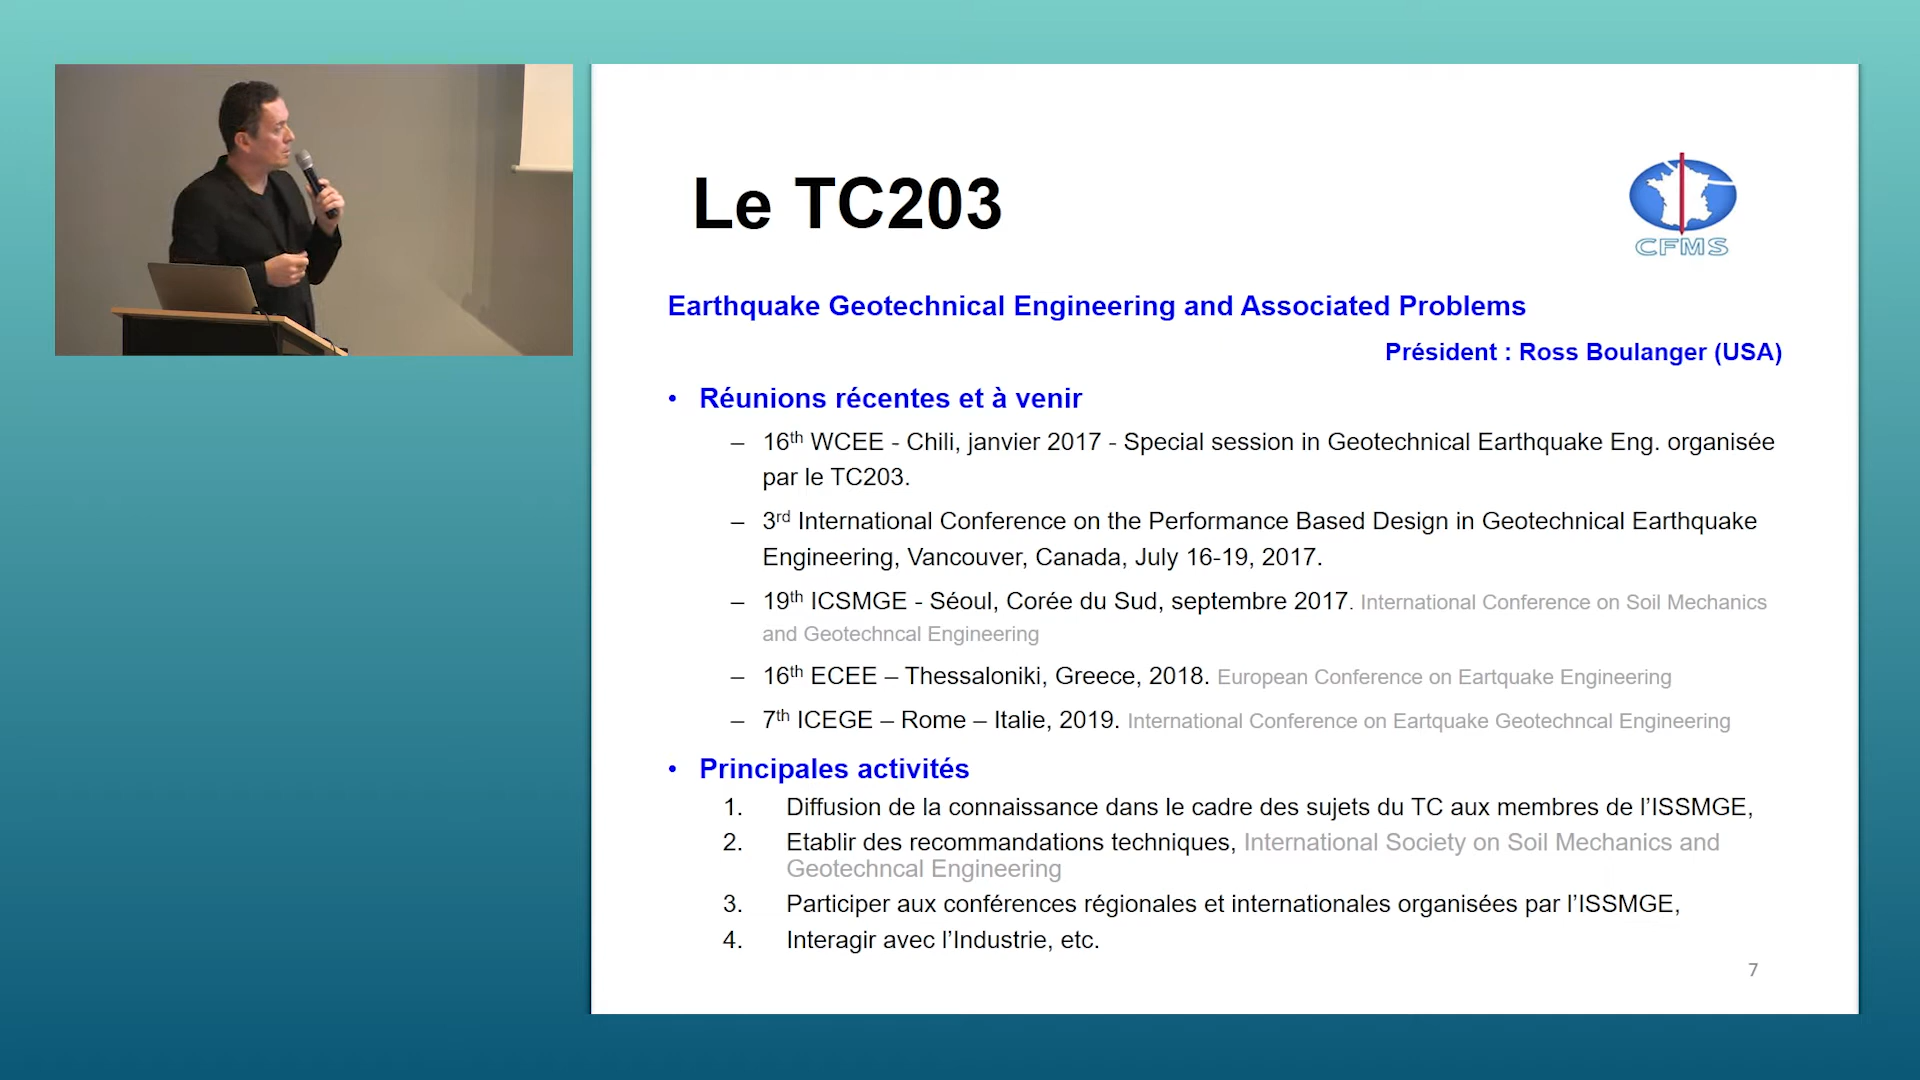 Le TC203
CFMS
Earthquake Geotechnical Engineering and Associated Problems
Président : Ross Boulanger (USA)
• Réunions récentes et à venir
– 16th WCEE - Chili, janvier 2017 - Special session in Geotechnical Earthquake Eng. organisée
par le TC203.
– 3rd International Conference on the Performance Based Design in Geotechnical Earthquake
Engineering, Vancouver, Canada, July 16-19, 2017.
– 19th ICSMGE - Séoul, Corée du Sud, septembre 2017. International Conference on Soil Mechanics
and Geotechncal Engineering
– 16th ECEE – Thessaloniki, Greece, 2018. European Conference on Eartquake Engineering
– 7th ICEGE – Rome – Italie, 2019. International Conference on Eartquake Geotechncal Engineering
• Principales activités
1. Diffusion de la connaissance dans le cadre des sujets du TC aux membres de l’ISSMGE,
2. Etablir des recommandations techniques, International Society on Soil Mechanics and
Geotechncal Engineering
3. Participer aux conférences régionales et internationales organisées par l’ISSMGE,
4. Interagir avec l’Industrie, etc.
7